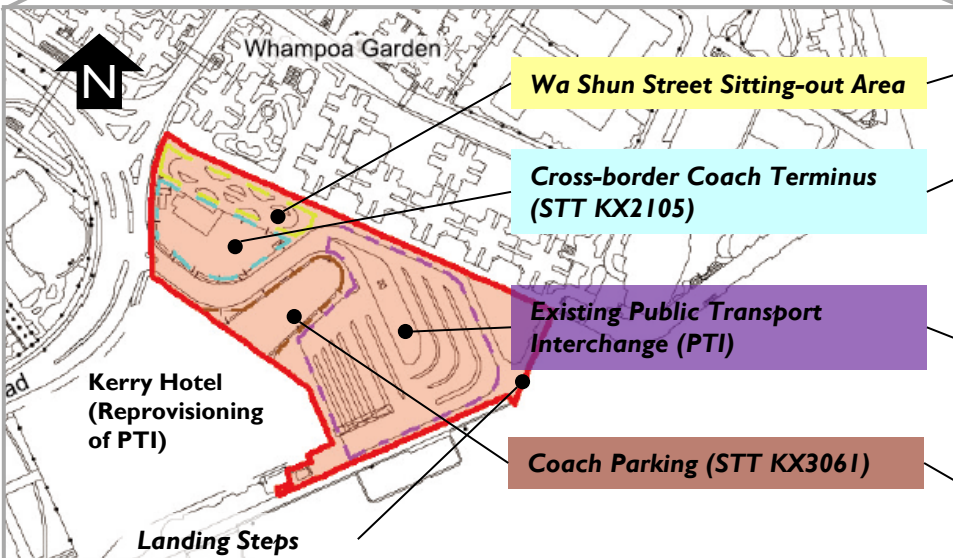 Whampoa Garden
N
Wa Shun Street Sitting-out Area
Cross-border Coach Terminus
(STT KX2105)
Existing Public Transport
Interchange (PTI)
ad
Kerry Hotel
(Reprovisioning
of PTI)
Coach Parking (STT KX3061)
Landing Steps